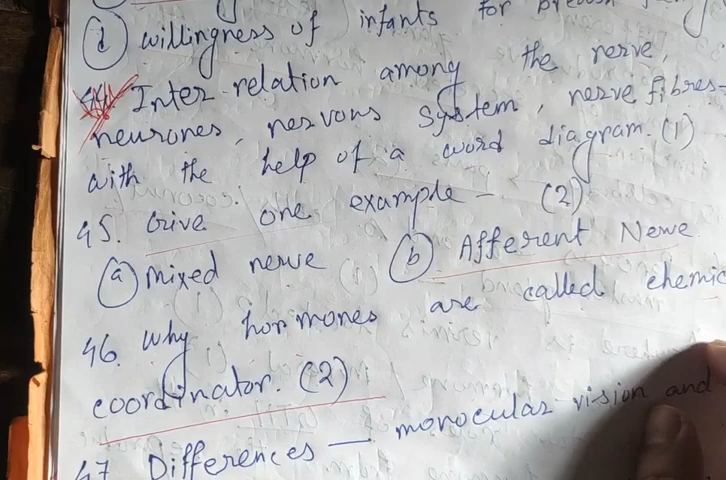 (d) willingness of infants for
Inter relation among the nerve,
neurones, nervous system, nerve fibres-
with the help of a word diagram. (1)
45. Give one example - (2)
(a) mixed nerve (b) Afferent Nerve
46. Why hormones are called chemic
coordinator. (2)
47 Differences — monocular vision and